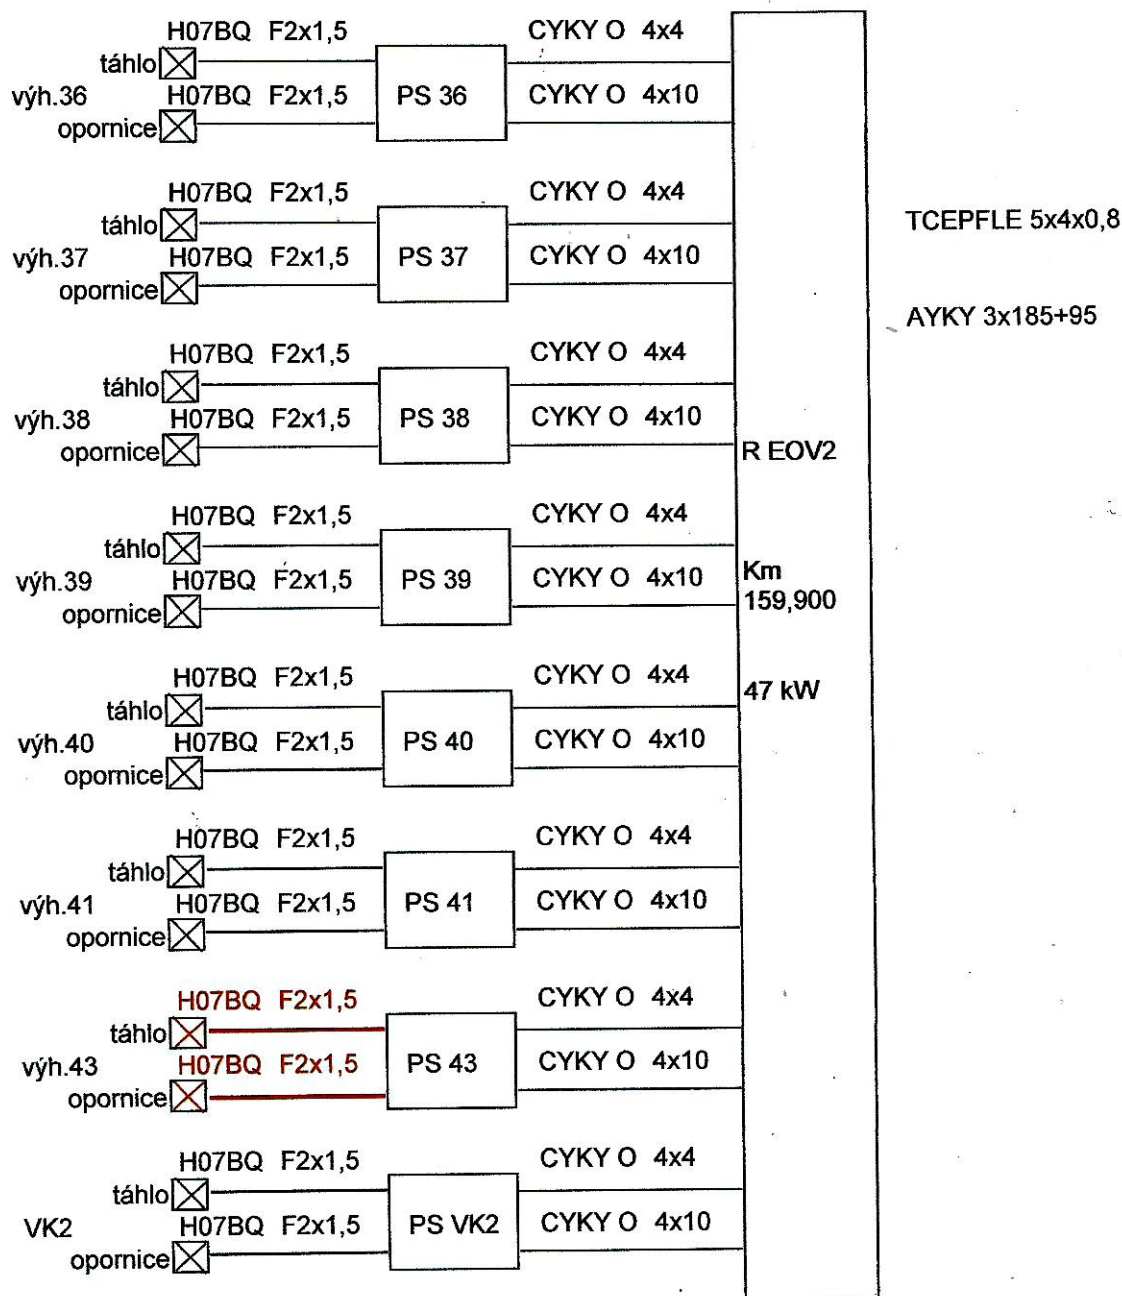 H07BQ F2x1,5 CYKY O 4x4
táhlo
výh.36 H07BQ F2x1,5 PS 36 CYKY O 4x10
opornice
H07BQ F2x1,5 CYKY O 4x4
táhlo TCEPFLE 5x4x0,8
výh.37 H07BQ F2x1,5 PS 37 CYKY O 4x10
opornice
AYKY 3x185+95
H07BQ F2x1,5 CYKY O 4x4
táhlo
výh.38 H07BQ F2x1,5 PS 38 CYKY O 4x10
opornice R EOV2
H07BQ F2x1,5 CYKY O 4x4
táhlo
výh.39 H07BQ F2x1,5 PS 39 CYKY O 4x10 Km
opornice 159,900
H07BQ F2x1,5 CYKY O 4x4
táhlo 47 kW
výh.40 H07BQ F2x1,5 PS 40 CYKY O 4x10
opornice
H07BQ F2x1,5 CYKY O 4x4
táhlo
výh.41 H07BQ F2x1,5 PS 41 CYKY O 4x10
opornice
H07BQ F2x1,5 CYKY O 4x4
táhlo
výh.43 H07BQ F2x1,5 PS 43 CYKY O 4x10
opornice
H07BQ F2x1,5 CYKY O 4x4
táhlo
VK2 H07BQ F2x1,5 PS VK2 CYKY O 4x10
opornice